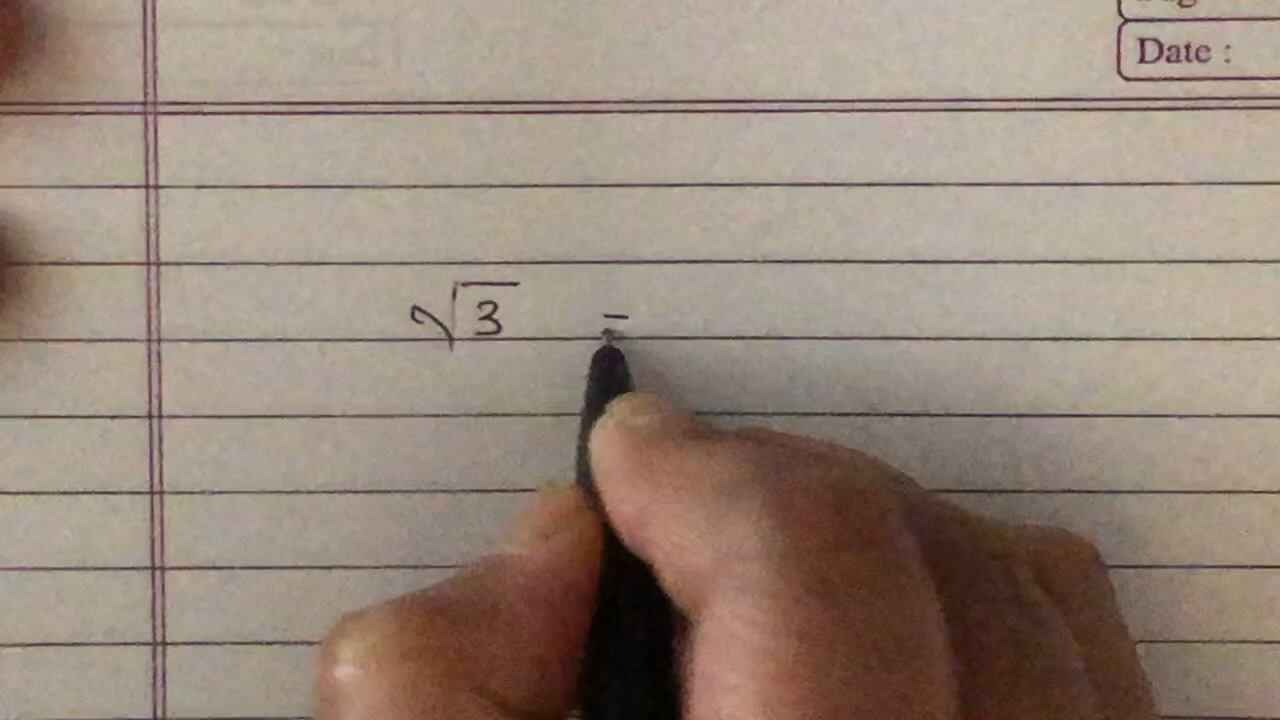 Date :
√3 =